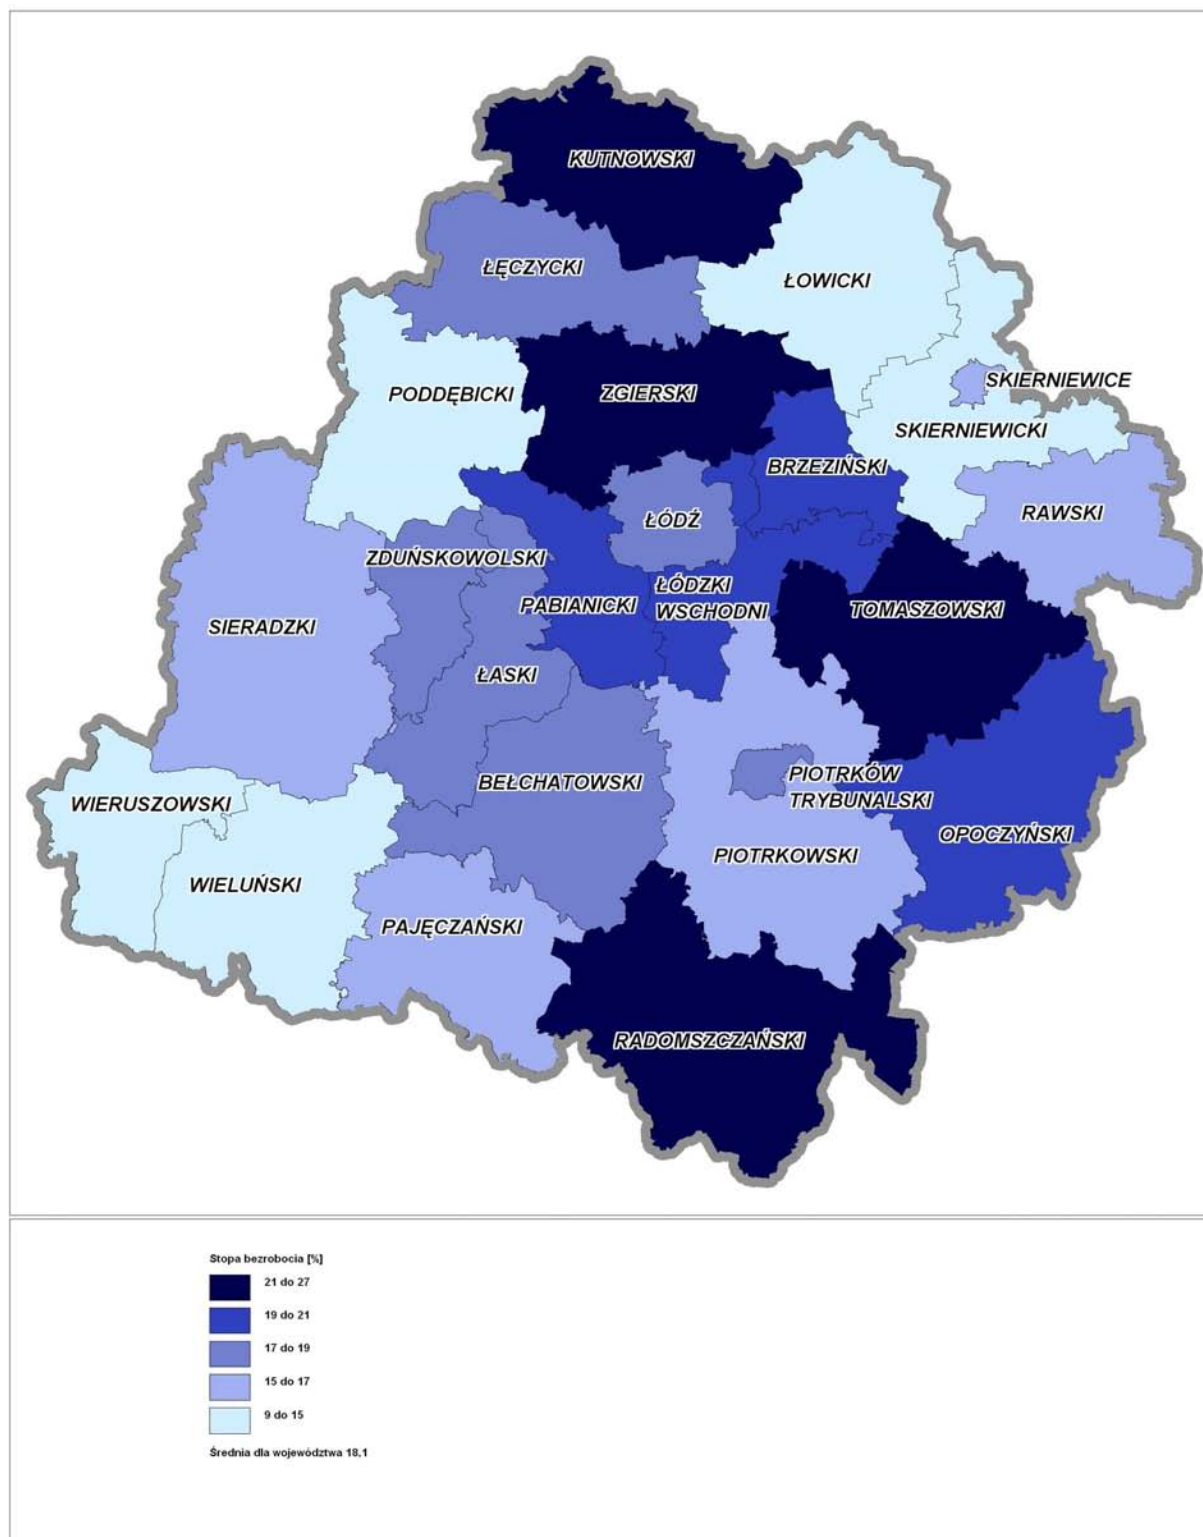 KUTNOWSKI
ŁĘCZYCKI
ŁOWICKI
SKIERNIEWICE
PODDĘBICKI
ZGIERSKI
SKIERNIEWICKI
BRZEZIŃSKI
RAWSKI
ŁÓDŹ
ZDUŃSKOWOLSKI
ŁÓDZKI
WSCHODNI
PABIANICKI
TOMASZOWSKI
SIERADZKI
ŁASKI
BEŁCHATOWSKI
PIOTRKÓW
TRYBUNALSKI
WIERUSZOWSKI
OPOCZYŃSKI
PIOTRKOWSKI
WIELUŃSKI
PAJĘCZAŃSKI
RADOMSZCZAŃSKI
Stopa bezrobocia [%]
21 do 27
19 do 21
17 do 19
15 do 17
9 do 15
Średnia dla województwa 18,1